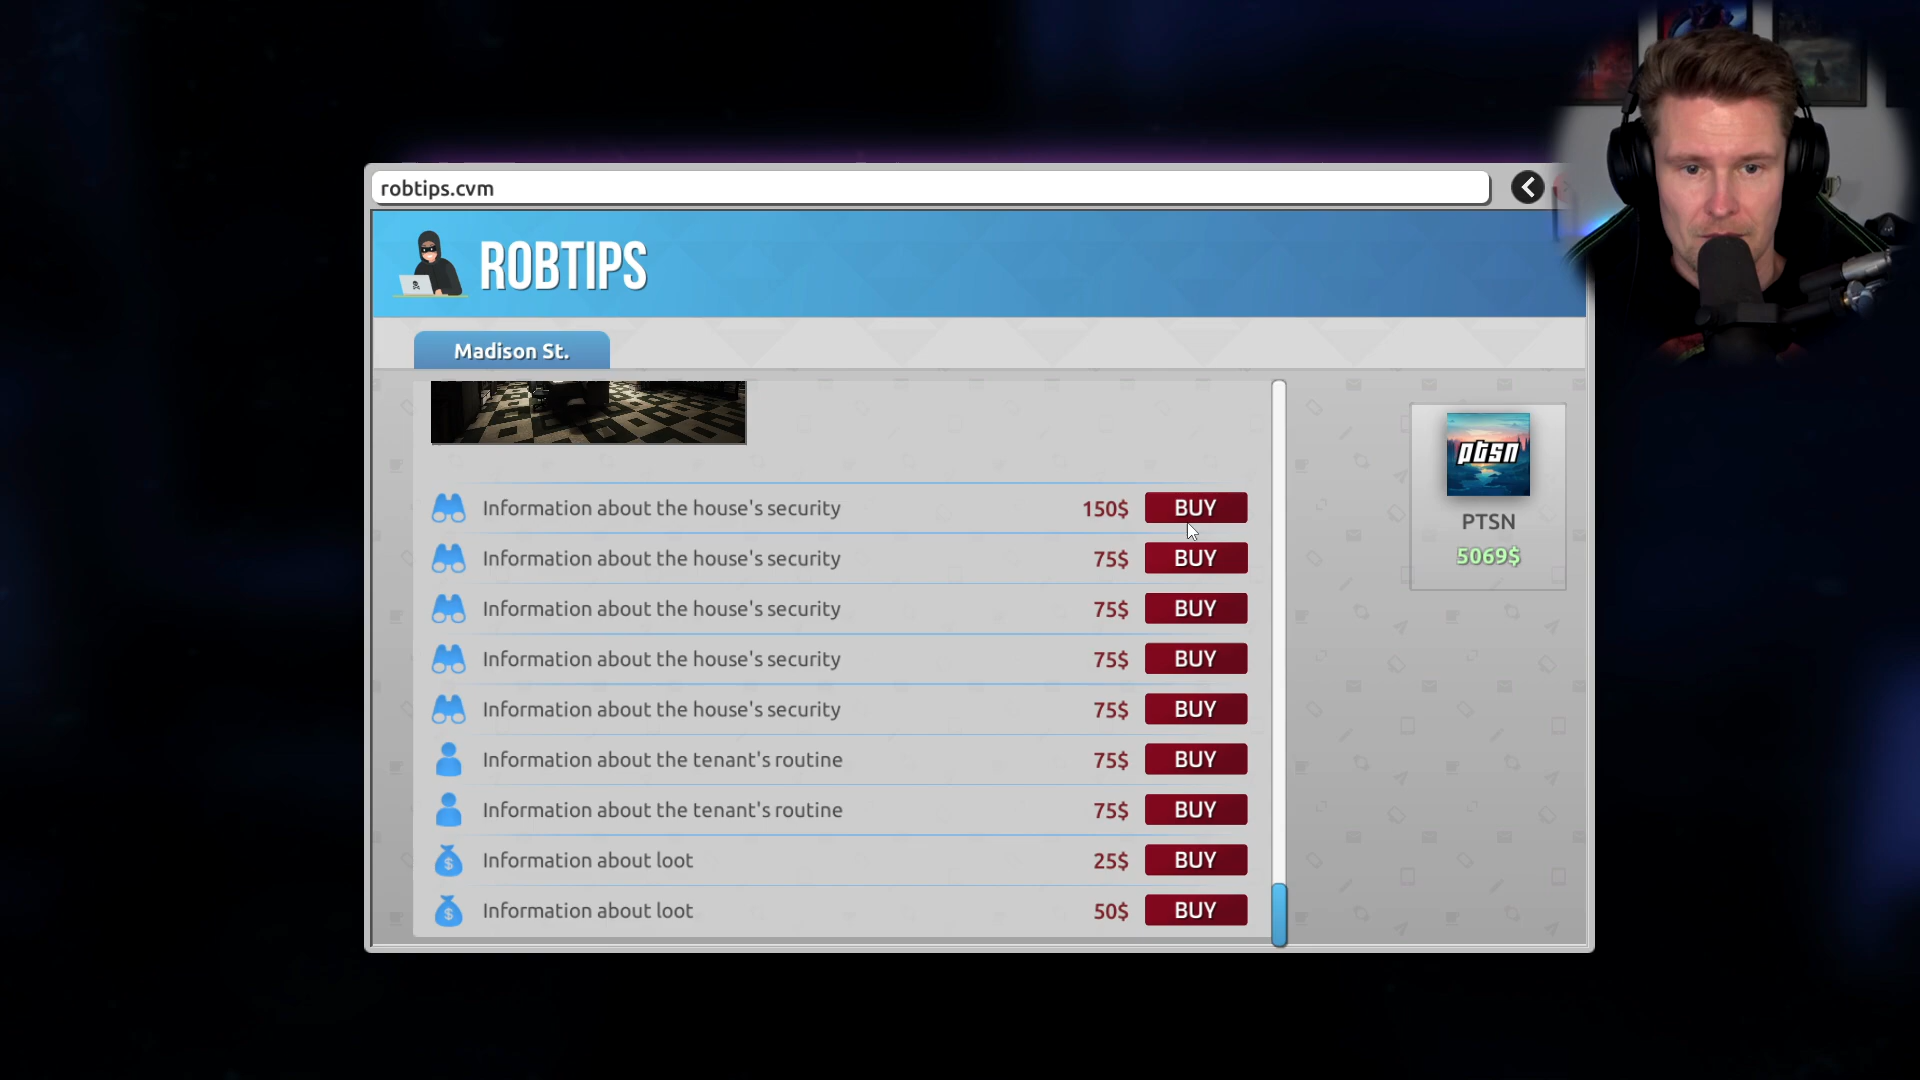 robtips.cvm
ROBTIPS
Madison St.
Information about the house's security 150$ BUY
Information about the house's security 75$ BUY
Information about the house's security 75$ BUY
Information about the house's security 75$ BUY
Information about the house's security 75$ BUY
Information about the tenant's routine 75$ BUY
Information about the tenant's routine 75$ BUY
Information about loot 25$ BUY
Information about loot 50$ BUY
ptsn
PTSN
5069$